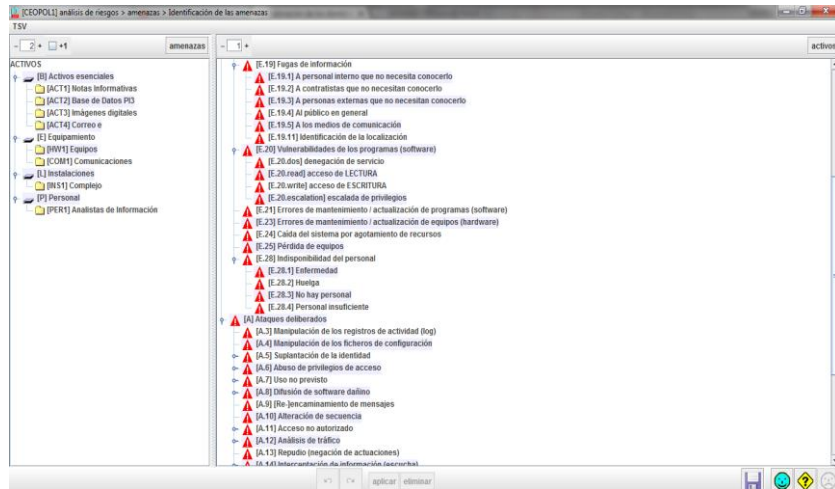 [CEOPOL1] análisis de riesgos > amenazas > Identificación de las amenazas
TSV
- 2 + +1 amenazas
- 1 + activos
ACTIVOS
[B] Activos esenciales
[ACT1] Notas Informativas
[ACT2] Base de Datos PI3
[ACT3] Imágenes digitales
[ACT4] Correo e
[E] Equipamiento
[HW1] Equipos
[COM1] Comunicaciones
[L] Instalaciones
[INS1] Complejo
[P] Personal
[PER1] Analistas de Información
[E.19] Fugas de información
[E.19.1] A personal interno que no necesita conocerlo
[E.19.2] A contratistas que no necesitan conocerlo
[E.19.3] A personas externas que no necesitan conocerlo
[E.19.4] Al público en general
[E.19.5] A los medios de comunicación
[E.19.11] Identificación de la localización
[E.20] Vulnerabilidades de los programas (software)
[E.20.dos] denegación de servicio
[E.20.read] acceso de LECTURA
[E.20.write] acceso de ESCRITURA
[E.20.escalation] escalada de privilegios
[E.21] Errores de mantenimiento / actualización de programas (software)
[E.23] Errores de mantenimiento / actualización de equipos (hardware)
[E.24] Caída del sistema por agotamiento de recursos
[E.25] Pérdida de equipos
[E.28] Indisponibilidad del personal
[E.28.1] Enfermedad
[E.28.2] Huelga
[E.28.3] No hay personal
[E.28.4] Personal insuficiente
[A] Ataques deliberados
[A.3] Manipulación de los registros de actividad (log)
[A.4] Manipulación de los ficheros de configuración
[A.5] Suplantación de la identidad
[A.6] Abuso de privilegios de acceso
[A.7] Uso no previsto
[A.8] Difusión de software dañino
[A.9] [Re-]encaminamiento de mensajes
[A.10] Alteración de secuencia
[A.11] Acceso no autorizado
[A.12] Análisis de tráfico
[A.13] Repudio (negación de actuaciones)
[A.14] Interceptación de información (escucha)
aplicar eliminar